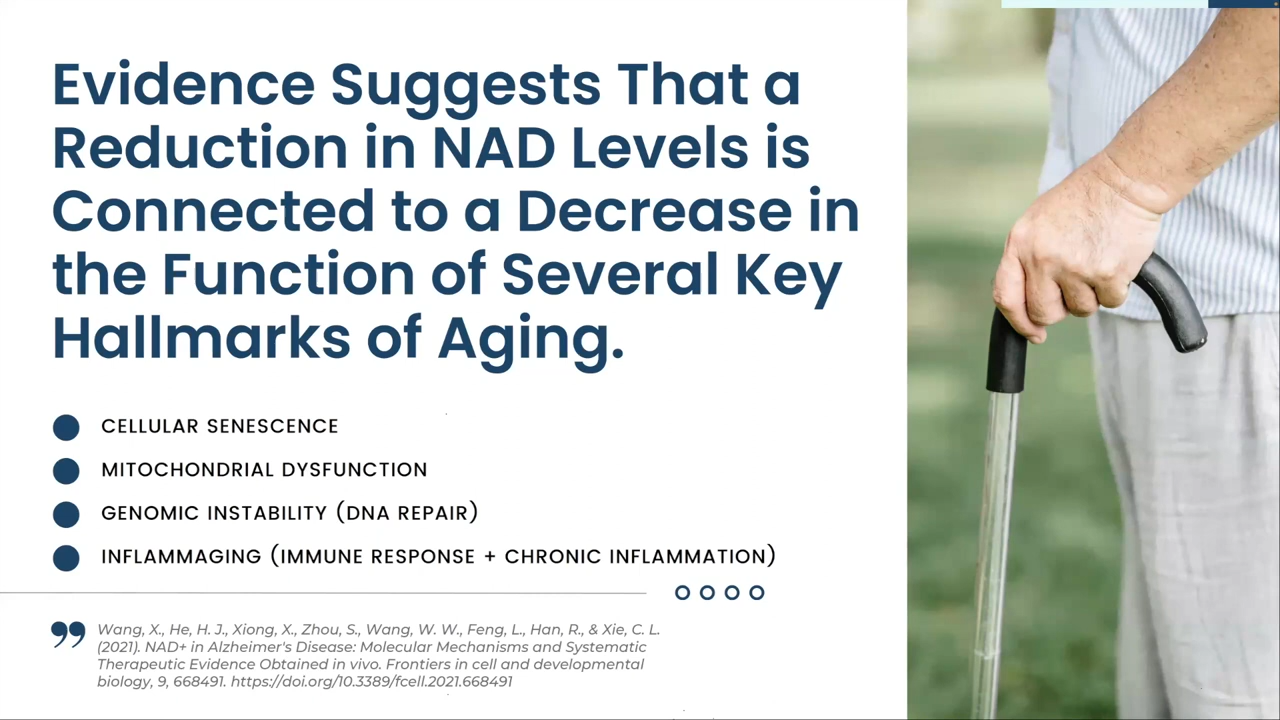 Evidence Suggests That a
Reduction in NAD Levels is
Connected to a Decrease in
the Function of Several Key
Hallmarks of Aging.
CELLULAR SENESCENCE
MITOCHONDRIAL DYSFUNCTION
GENOMIC INSTABILITY (DNA REPAIR)
INFLAMMAGING (IMMUNE RESPONSE + CHRONIC INFLAMMATION)
Wang, X., He, H. J., Xiong, X., Zhou, S., Wang, W. W., Feng, L., Han, R., & Xie, C. L.
(2021). NAD+ in Alzheimer's Disease: Molecular Mechanisms and Systematic
Therapeutic Evidence Obtained in vivo. Frontiers in cell and developmental
biology, 9, 668491. https://doi.org/10.3389/fcell.2021.668491